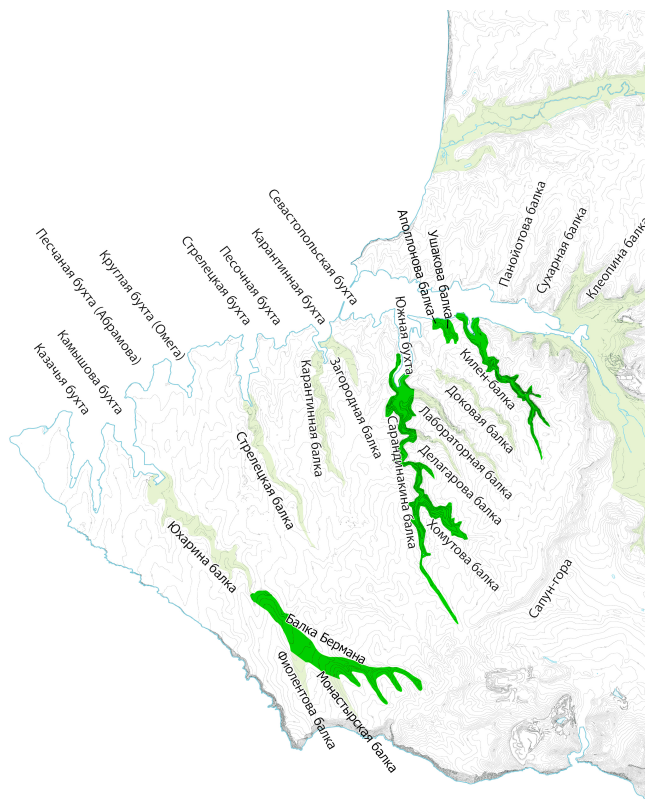 Песчаная бухта (Абрамова)
Круглая бухта (Омега)
Камышова бухта
Казачья бухта
Стрелецкая бухта
Песочная бухта
Карантинная бухта
Севастопольская бухта
Аполлонова балка
Ушакова балка
Панойотова балка
Сухарная балка
Южная бухта
Килен-балка
Карантинная балка
Загородная балка
Доковая балка
Лабораторная балка
Делагарова балка
Сарандинакина балка
Хомутова балка
Стрелецкая балка
Юхарина балка
Сапун-гора
Балка Бермана
Фиолентова балка
Монастырская балка
Клеопина балка